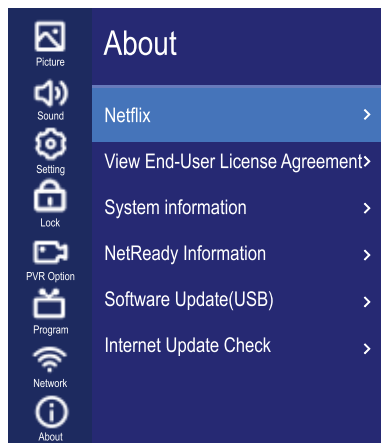 Picture
Sound
Setting
Lock
PVR Option
Program
Network
About
About
Netflix
View End-User License Agreement
System information
NetReady Information
Software Update(USB)
Internet Update Check